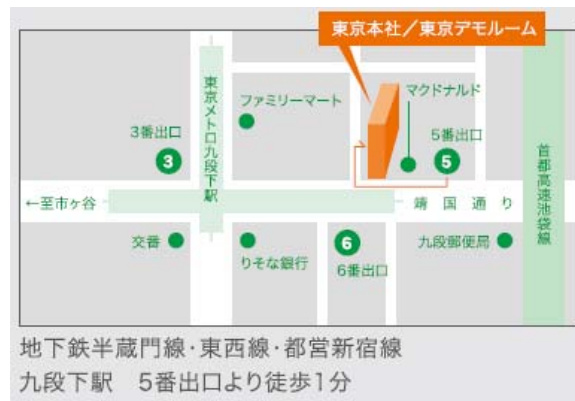 東京本社／東京デモルーム
東京メトロ九段下駅
ファミリーマート
マクドナルド
3番出口
3
5番出口
5
首都高速池袋線
←至市ヶ谷
靖国通り
交番
りそな銀行
6
6番出口
九段郵便局
地下鉄半蔵門線・東西線・都営新宿線
九段下駅　5番出口より徒歩1分